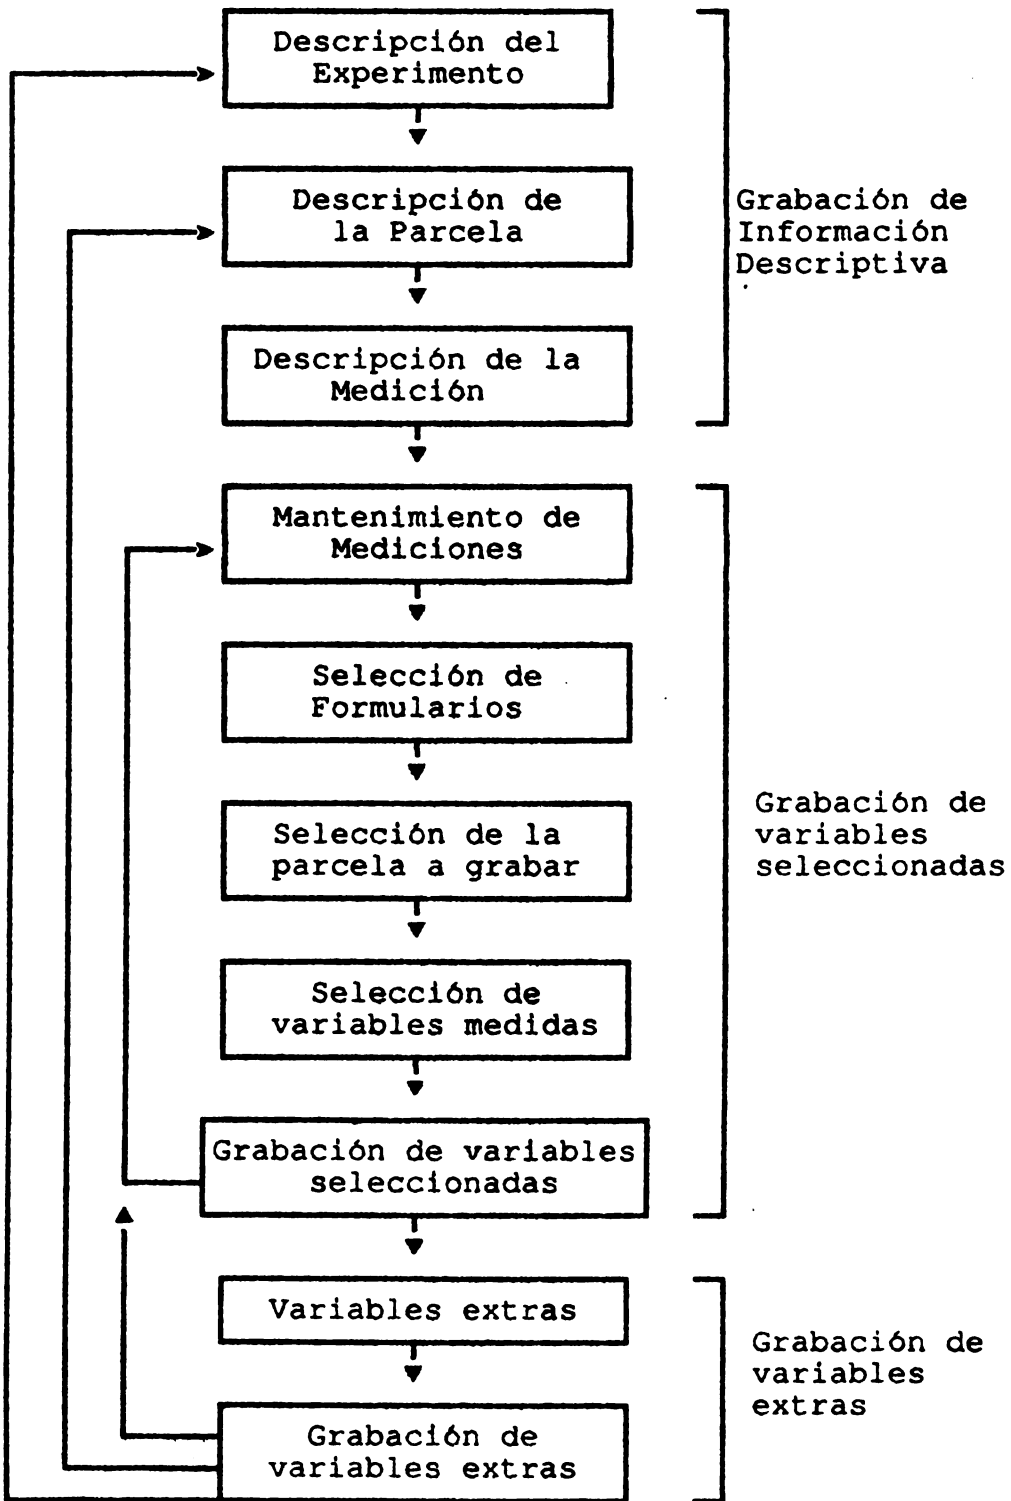 Descripción del
Experimento
Descripción de
la Parcela
Grabación de
Información
Descriptiva
Descripción de la
Medición
Mantenimiento de
Mediciones
Selección de
Formularios
Selección de la
parcela a grabar
Grabación de
variables
seleccionadas
Selección de
variables medidas
Grabación de variables
seleccionadas
Variables extras
Grabación de
variables
extras
Grabación de
variables extras